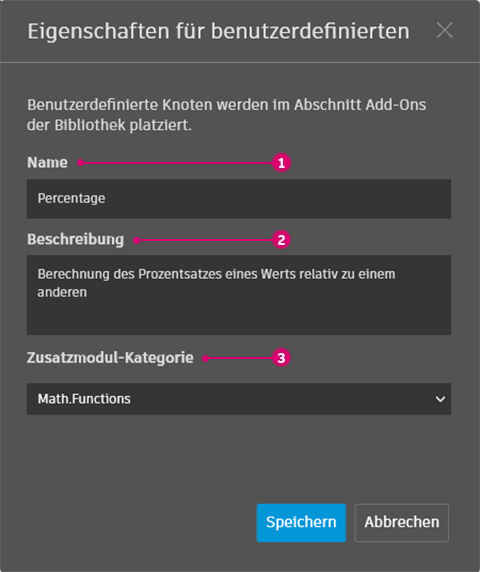 Eigenschaften für benutzerdefinierten
Benutzerdefinierte Knoten werden im Abschnitt Add-Ons
der Bibliothek platziert.
Name 1
Percentage
Beschreibung 2
Berechnung des Prozentsatzes eines Werts relativ zu einem
anderen
Zusatzmodul-Kategorie 3
Math.Functions
Speichern Abbrechen